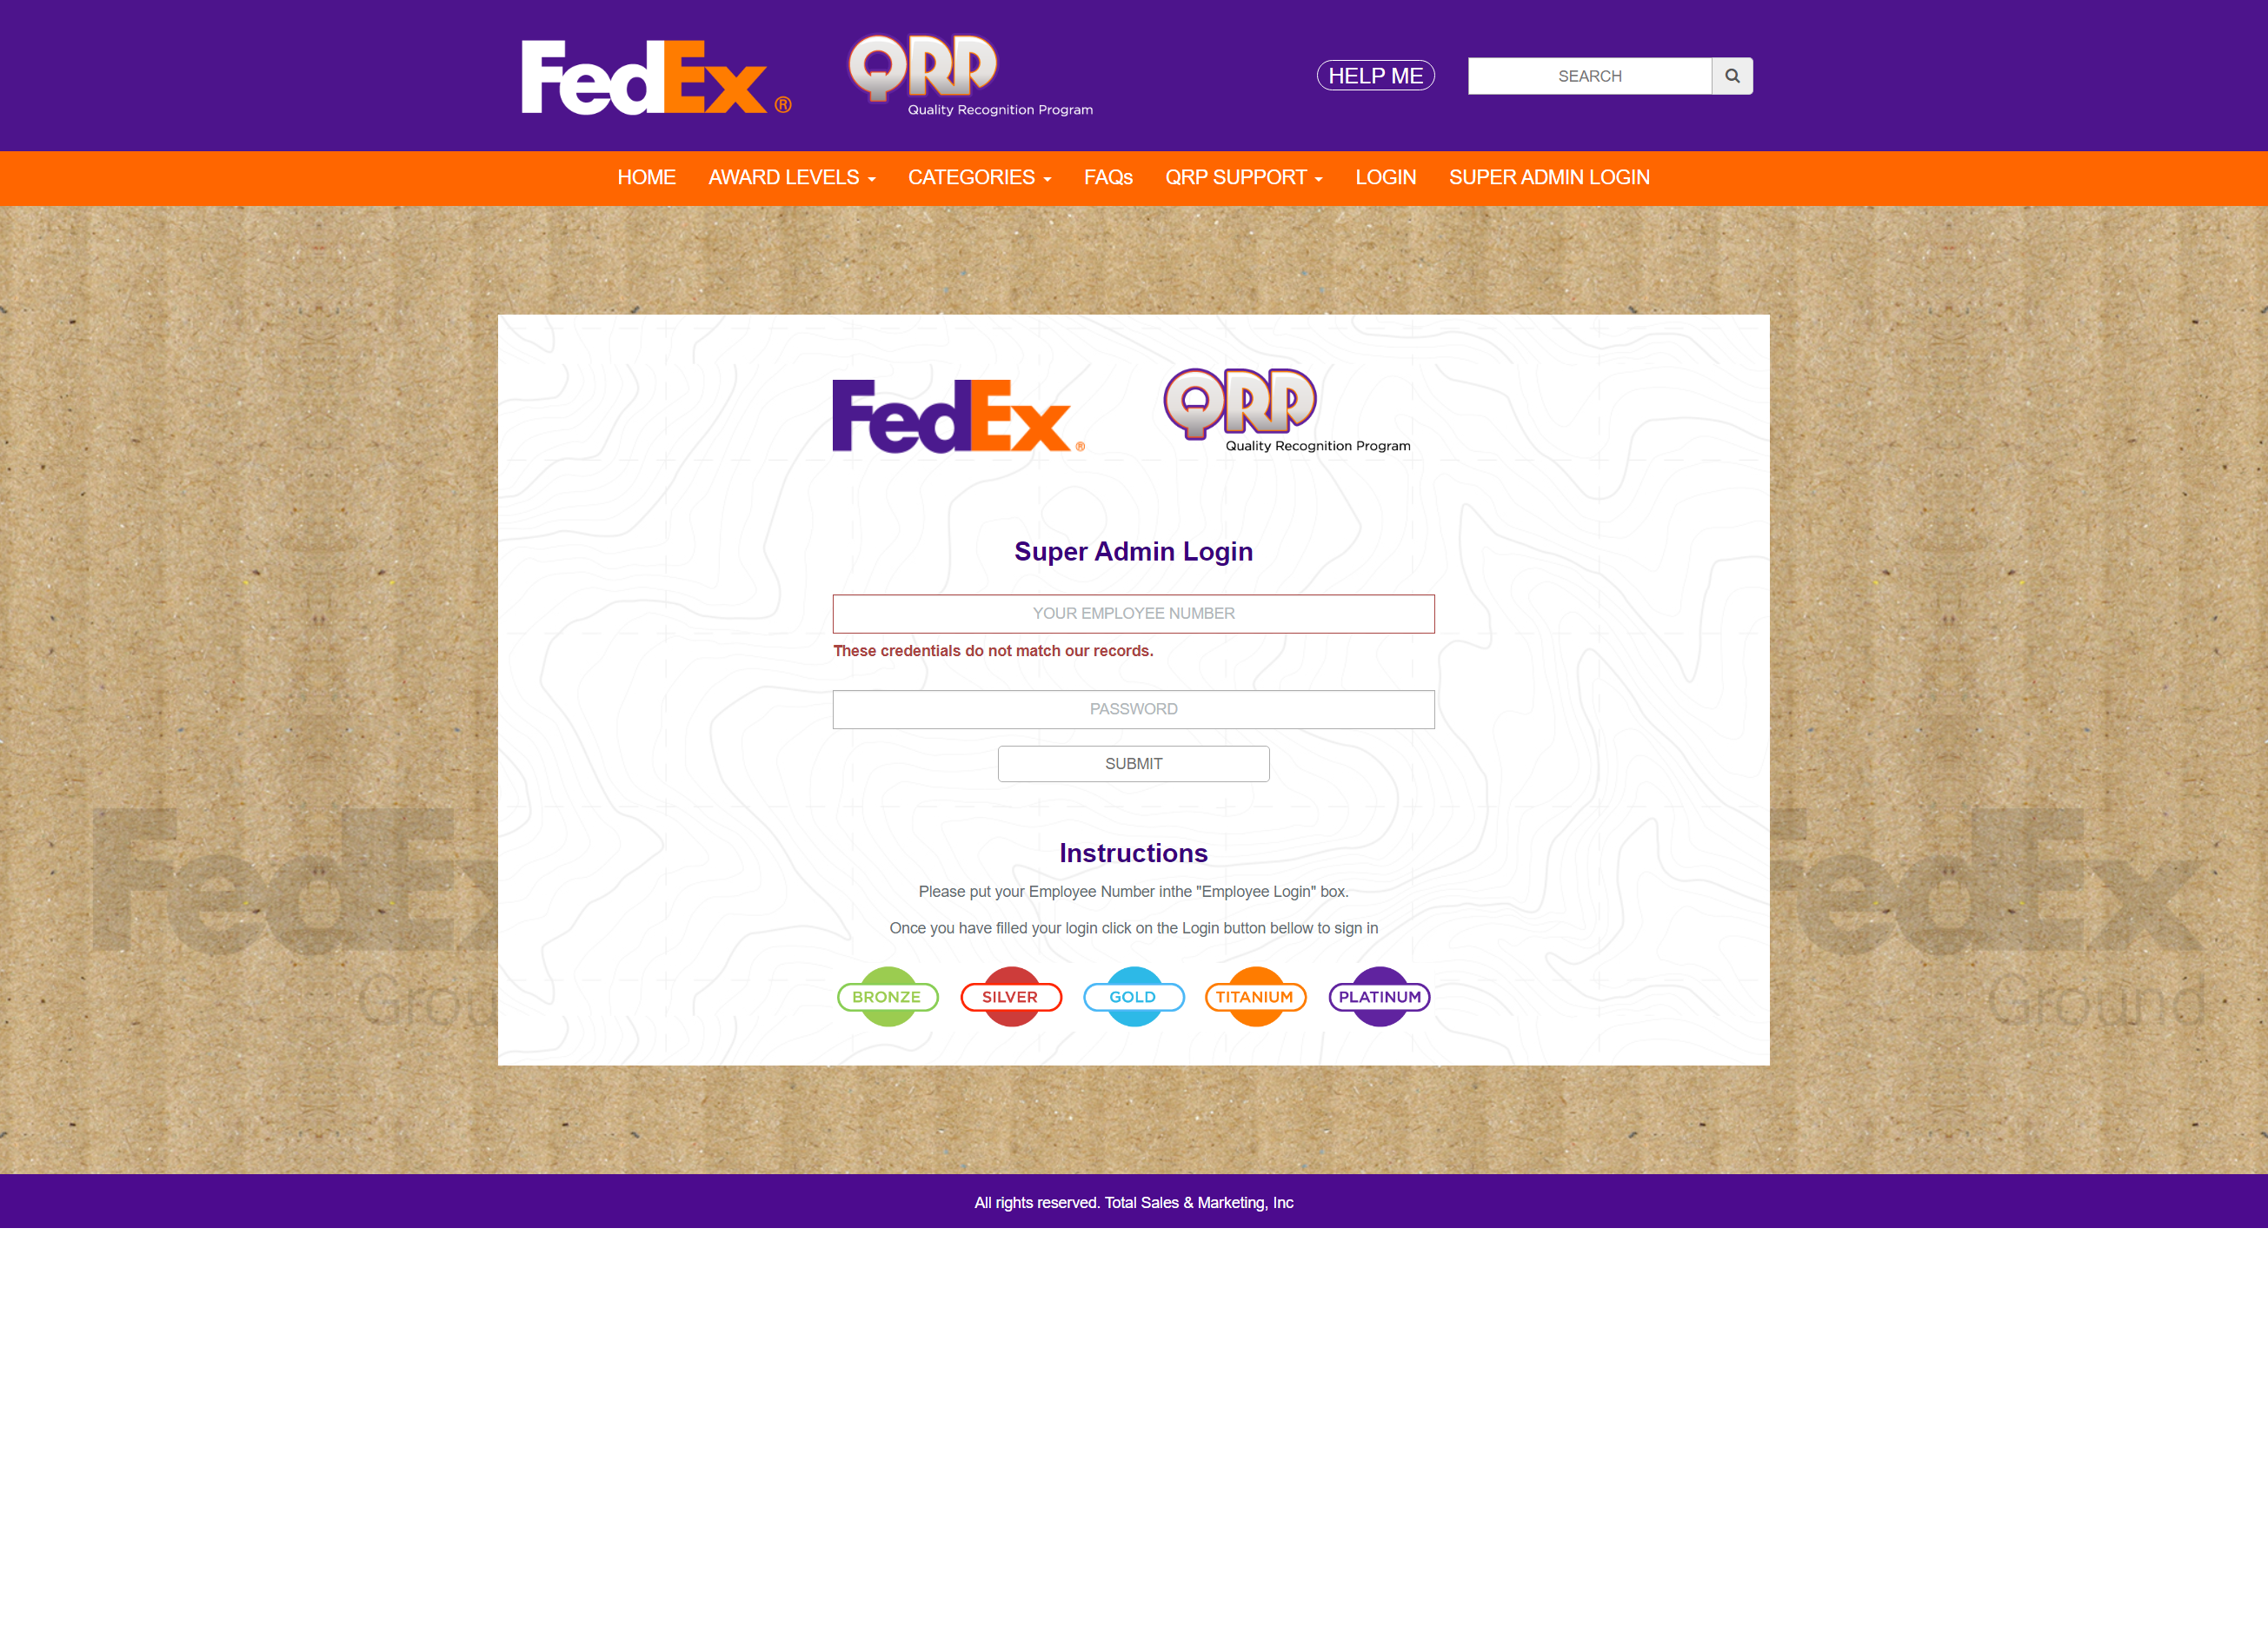 FedEx®
QRP
Quality Recognition Program
HELP ME
SEARCH
HOME AWARD LEVELS CATEGORIES FAQs QRP SUPPORT LOGIN SUPER ADMIN LOGIN
FedEx®
QRP
Quality Recognition Program
Super Admin Login
YOUR EMPLOYEE NUMBER
These credentials do not match our records.
PASSWORD
SUBMIT
Instructions
Please put your Employee Number inthe "Employee Login" box.
Once you have filled your login click on the Login button bellow to sign in
BRONZE SILVER GOLD TITANIUM PLATINUM
FedEx
Grou
FedEx
Ground
All rights reserved. Total Sales & Marketing, Inc